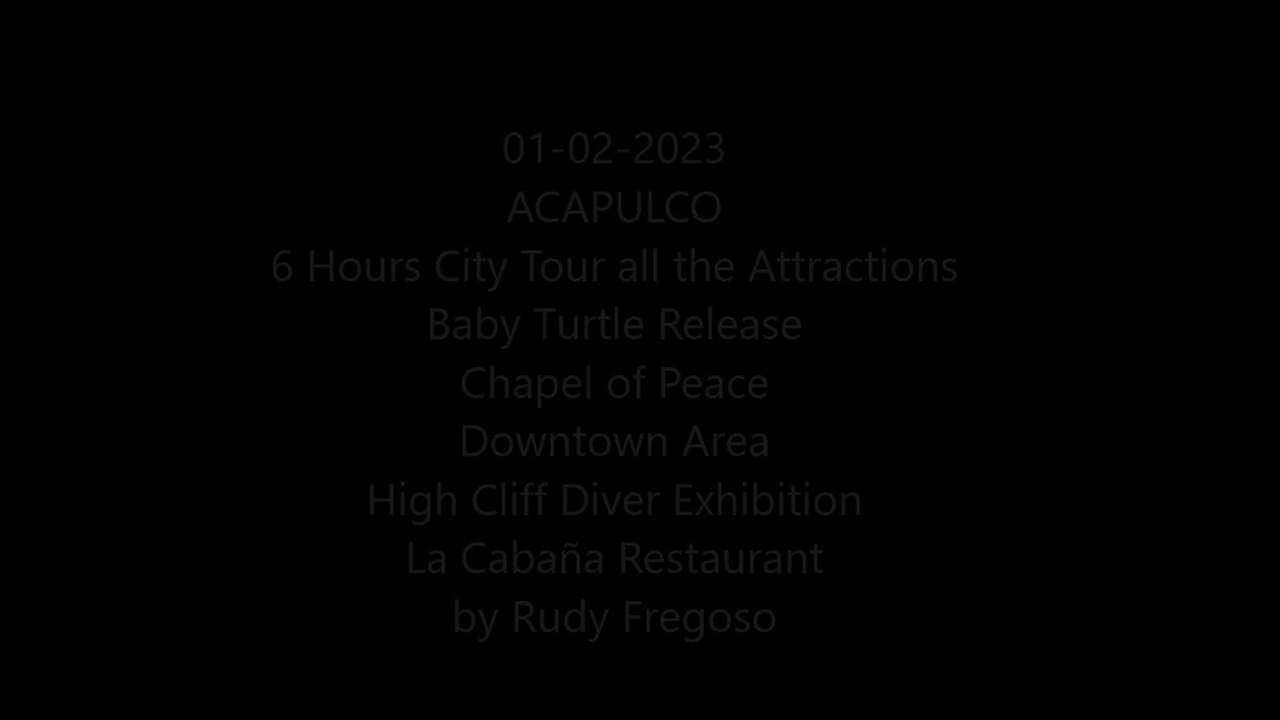 01-02-2023
ACAPULCO
6 Hours City Tour all the Attractions
Baby Turtle Release
Chapel of Peace
Downtown Area
High Cliff Diver Exhibition
La Cabaña Restaurant
by Rudy Fregoso